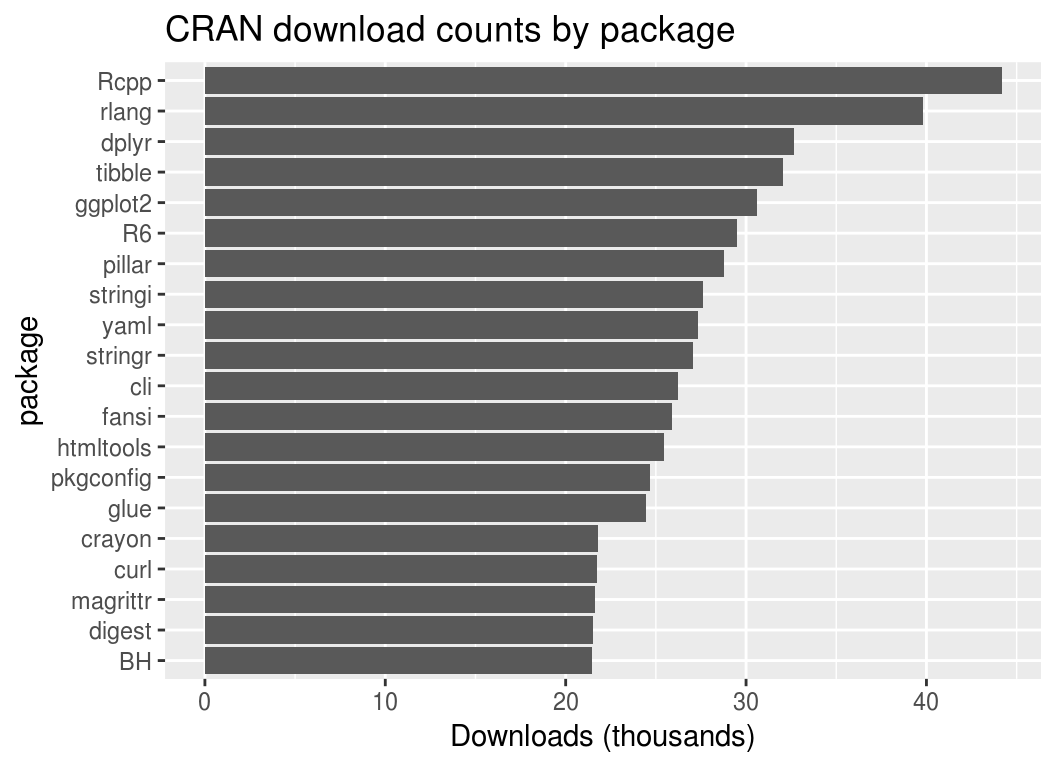 CRAN download counts by package
package
Rcpp
rlang
dplyr
tibble
ggplot2
R6
pillar
stringi
yaml
stringr
cli
fansi
htmltools
pkgconfig
glue
crayon
curl
magrittr
digest
BH
0 10 20 30 40
Downloads (thousands)